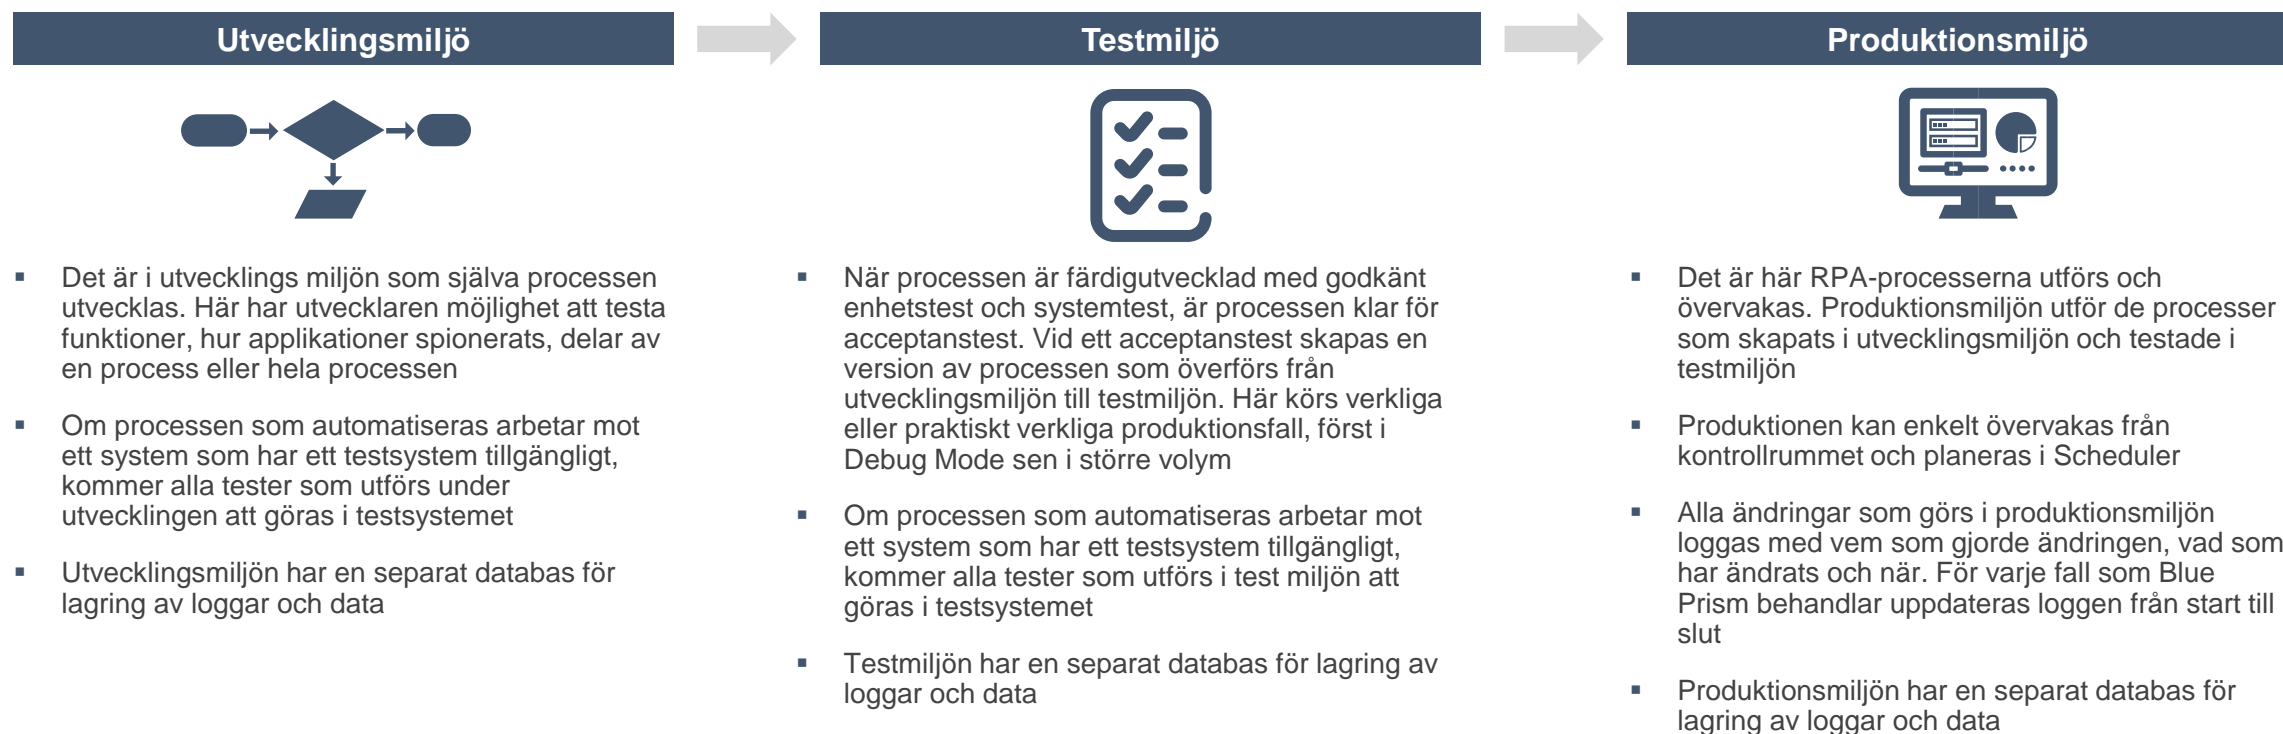 Utvecklingsmiljö
▪ Det är i utvecklings miljön som själva processen
utvecklas. Här har utvecklaren möjlighet att testa
funktioner, hur applikationer spionerats, delar av
en process eller hela processen
▪ Om processen som automatiseras arbetar mot
ett system som har ett testsystem tillgängligt,
kommer alla tester som utförs under
utvecklingen att göras i testsystemet
▪ Utvecklingsmiljön har en separat databas för
lagring av loggar och data
Testmiljö
▪ När processen är färdigutvecklad med godkänt
enhetstest och systemtest, är processen klar för
acceptanstest. Vid ett acceptanstest skapas en
version av processen som överförs från
utvecklingsmiljön till testmiljön. Här körs verkliga
eller praktiskt verkliga produktionsfall, först i
Debug Mode sen i större volym
▪ Om processen som automatiseras arbetar mot
ett system som har ett testsystem tillgängligt,
kommer alla tester som utförs i test miljön att
göras i testsystemet
▪ Testmiljön har en separat databas för lagring av
loggar och data
Produktionsmiljö
▪ Det är här RPA-processerna utförs och
övervakas. Produktionsmiljön utför de processer
som skapats i utvecklingsmiljön och testade i
testmiljön
▪ Produktionen kan enkelt övervakas från
kontrollrummet och planeras i Scheduler
▪ Alla ändringar som görs i produktionsmiljön
loggas med vem som gjorde ändringen, vad som
har ändrats och när. För varje fall som Blue
Prism behandlar uppdateras loggen från start till
slut
▪ Produktionsmiljön har en separat databas för
lagring av loggar och data